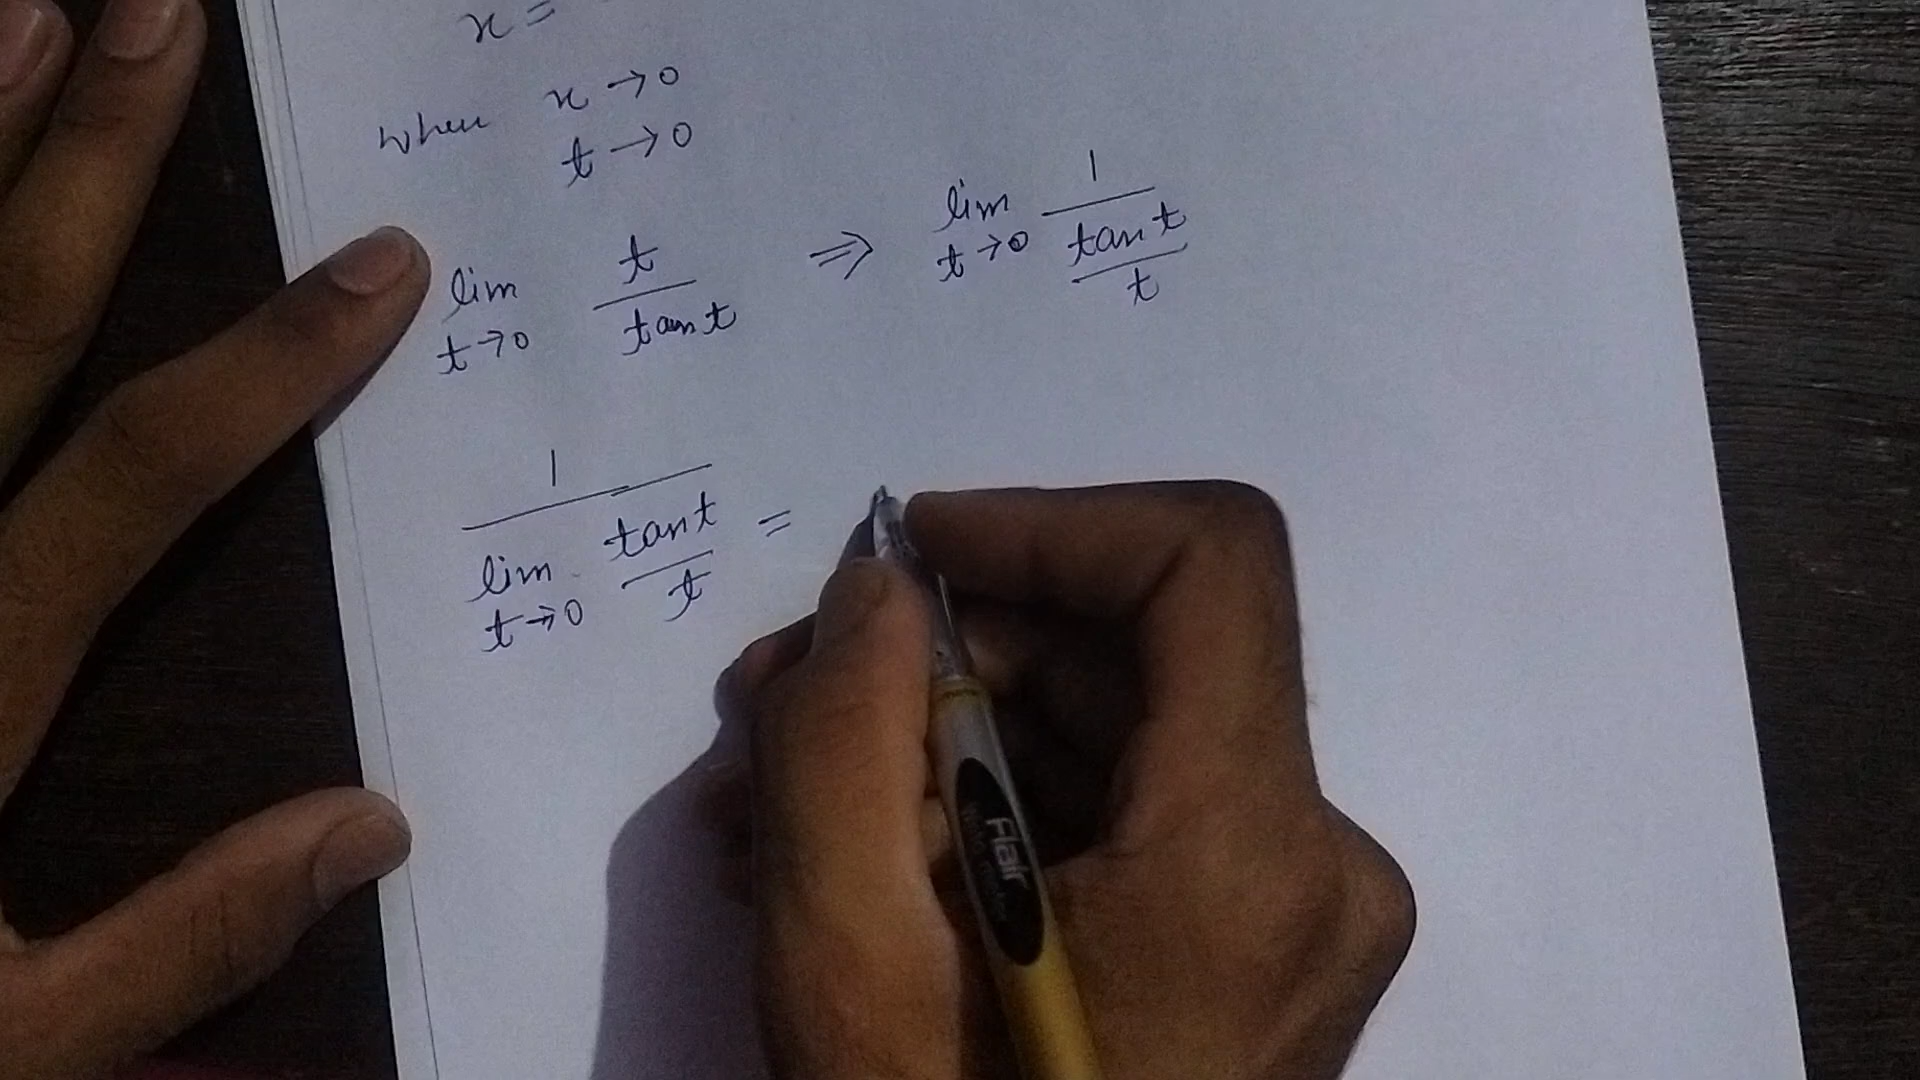 x =
when x → 0
t → 0
lim t→0 t / tan t ⇒ lim t→0 1 / (tan t / t)
1 / (lim t→0 tan t / t) =
Flair